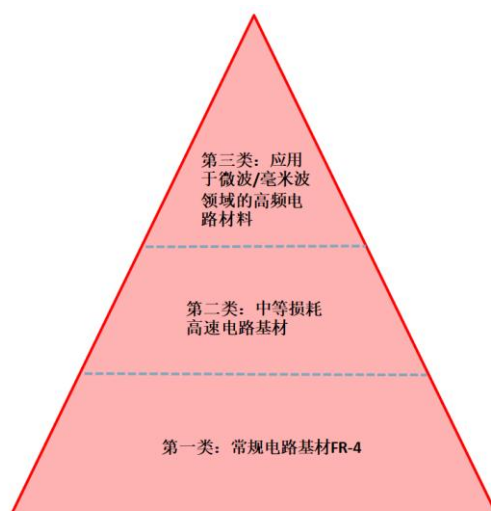 第三类：应用
于微波/毫米波
领域的高频电
路材料
第二类：中等损耗
高速电路基材
第一类：常规电路基材FR-4